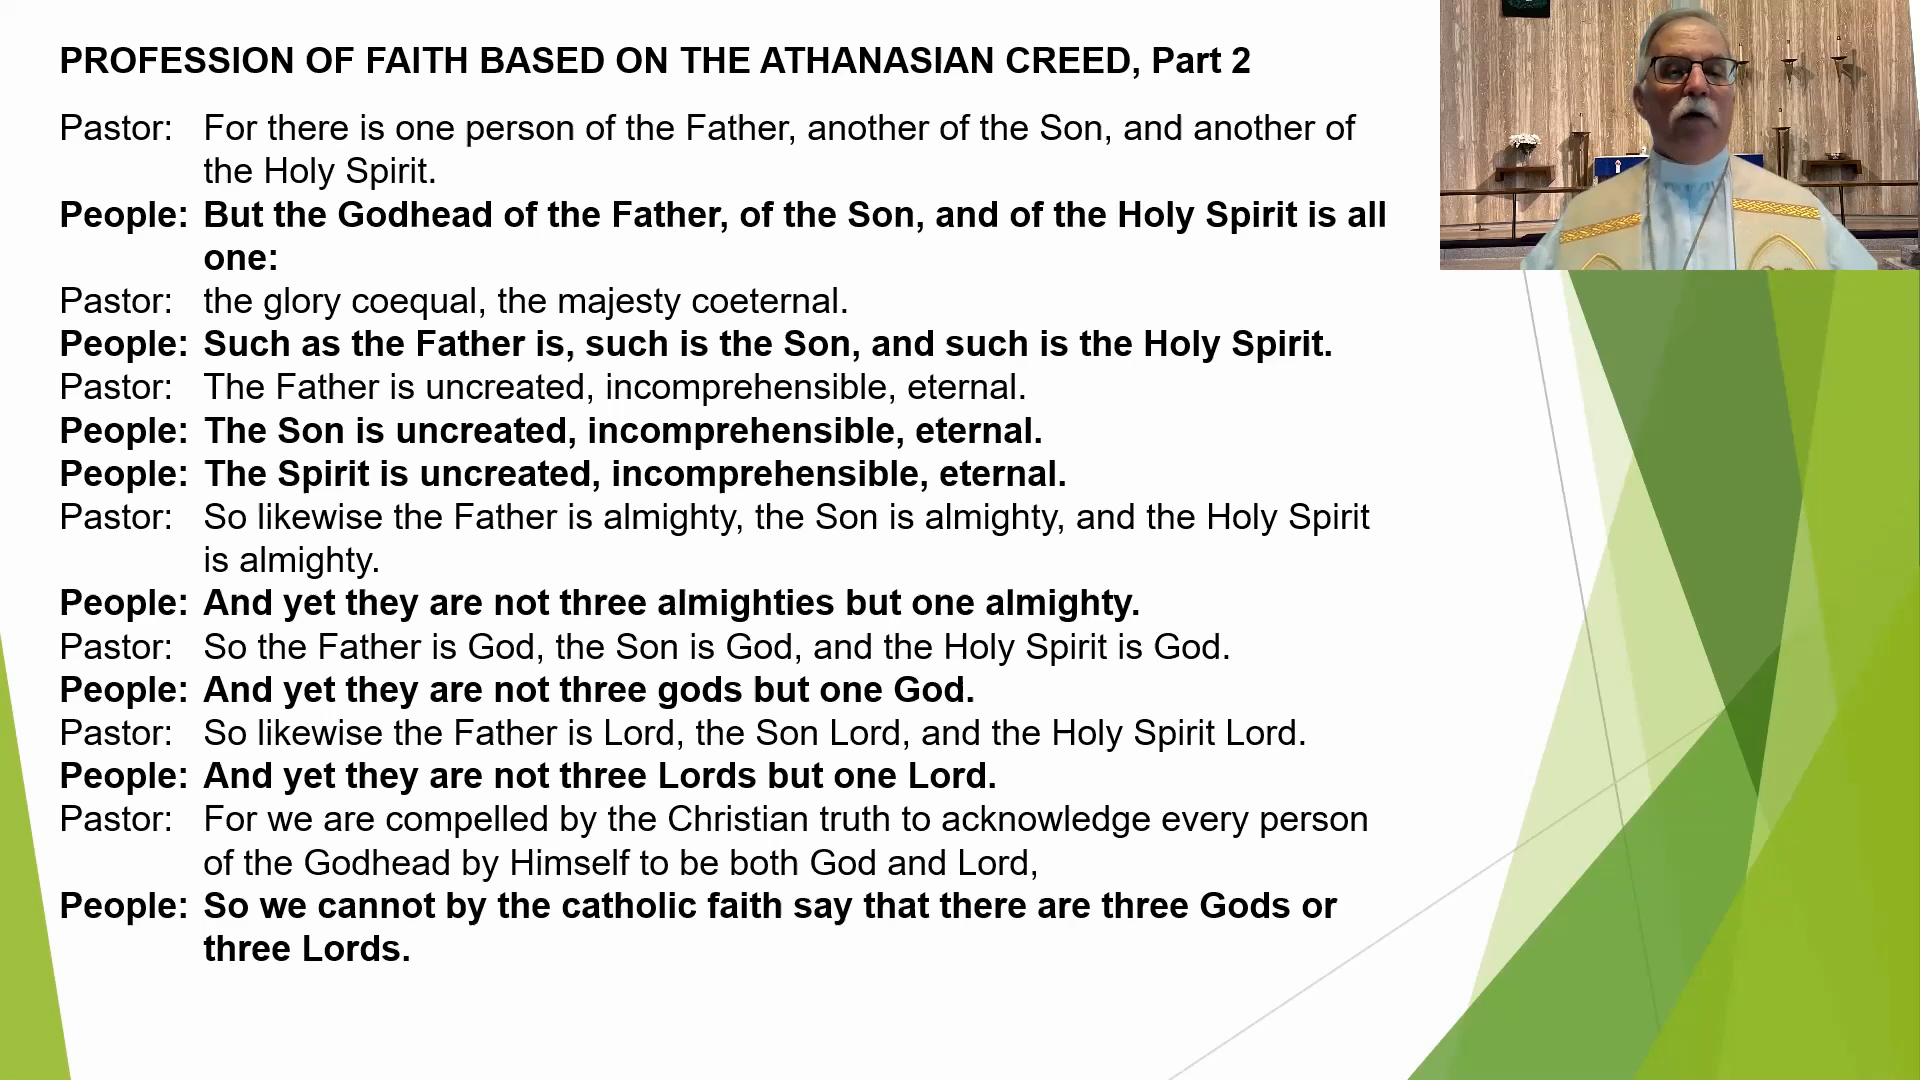 PROFESSION OF FAITH BASED ON THE ATHANASIAN CREED, Part 2
Pastor: For there is one person of the Father, another of the Son, and another of
the Holy Spirit.
People: But the Godhead of the Father, of the Son, and of the Holy Spirit is all
one:
Pastor: the glory coequal, the majesty coeternal.
People: Such as the Father is, such is the Son, and such is the Holy Spirit.
Pastor: The Father is uncreated, incomprehensible, eternal.
People: The Son is uncreated, incomprehensible, eternal.
People: The Spirit is uncreated, incomprehensible, eternal.
Pastor: So likewise the Father is almighty, the Son is almighty, and the Holy Spirit
is almighty.
People: And yet they are not three almighties but one almighty.
Pastor: So the Father is God, the Son is God, and the Holy Spirit is God.
People: And yet they are not three gods but one God.
Pastor: So likewise the Father is Lord, the Son Lord, and the Holy Spirit Lord.
People: And yet they are not three Lords but one Lord.
Pastor: For we are compelled by the Christian truth to acknowledge every person
of the Godhead by Himself to be both God and Lord,
People: So we cannot by the catholic faith say that there are three Gods or
three Lords.